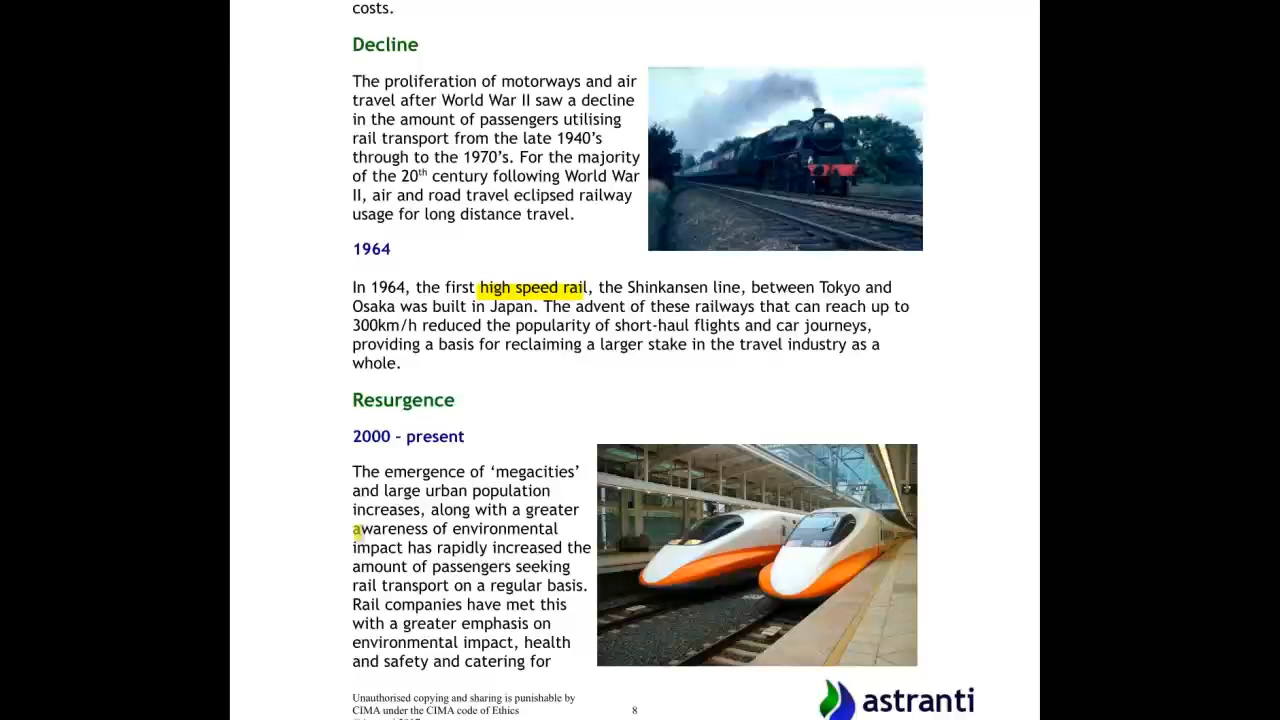 costs.
Decline
The proliferation of motorways and air
travel after World War II saw a decline
in the amount of passengers utilising
rail transport from the late 1940’s
through to the 1970’s. For the majority
of the 20th century following World War
II, air and road travel eclipsed railway
usage for long distance travel.
1964
In 1964, the first high speed rail, the Shinkansen line, between Tokyo and
Osaka was built in Japan. The advent of these railways that can reach up to
300km/h reduced the popularity of short-haul flights and car journeys,
providing a basis for reclaiming a larger stake in the travel industry as a
whole.
Resurgence
2000 – present
The emergence of ‘megacities’
and large urban population
increases, along with a greater
awareness of environmental
impact has rapidly increased the
amount of passengers seeking
rail transport on a regular basis.
Rail companies have met this
with a greater emphasis on
environmental impact, health
and safety and catering for
Unauthorised copying and sharing is punishable by
CIMA under the CIMA code of Ethics
8
astranti